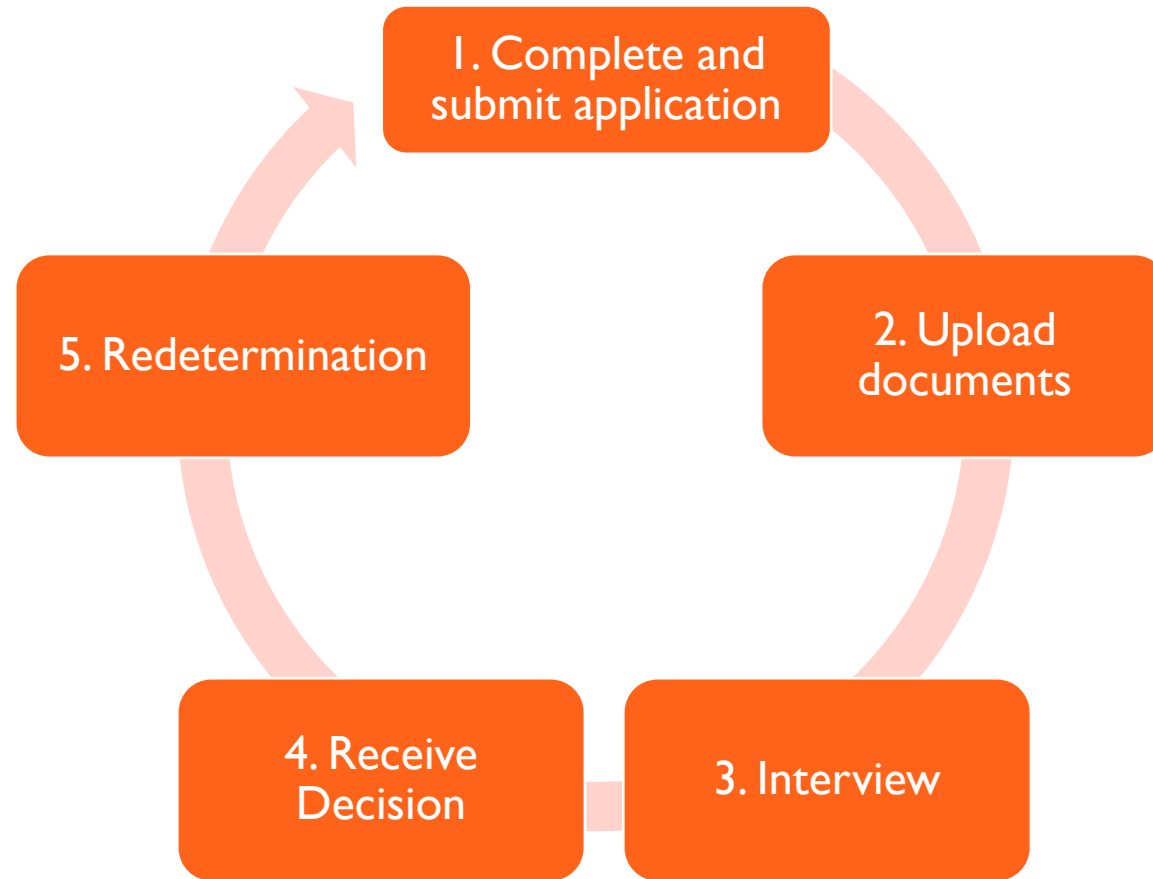 1. Complete and
submit application
2. Upload
documents
3. Interview
4. Receive
Decision
5. Redetermination